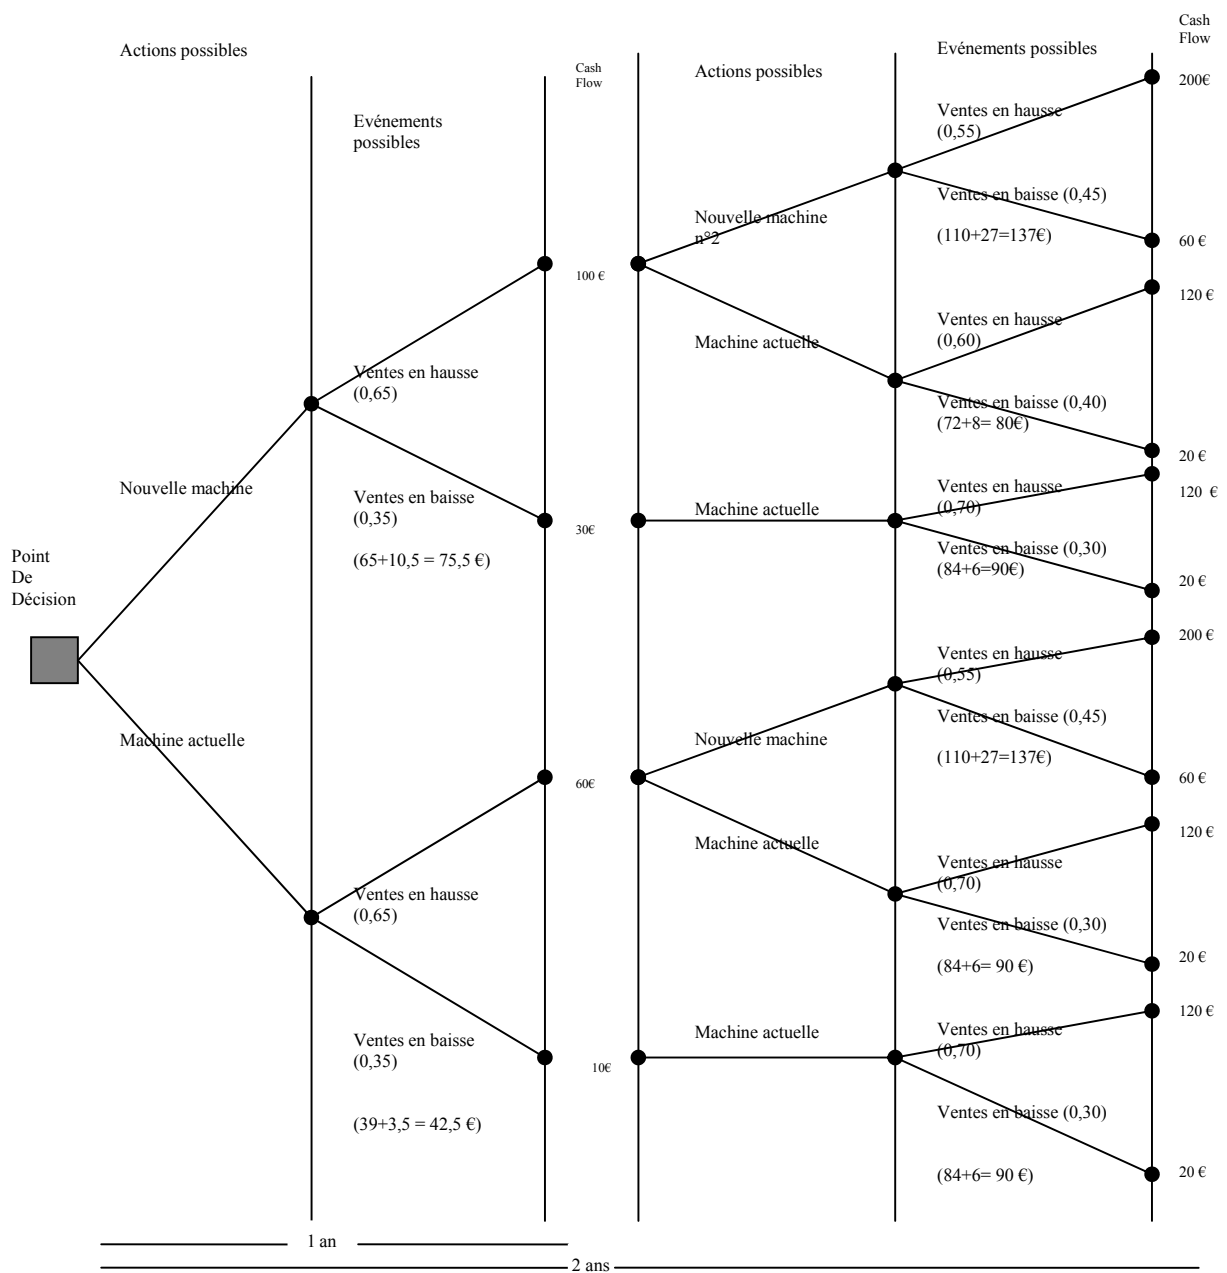 Actions possibles
Evénements
possibles
Cash
Flow
Actions possibles
Evénements possibles
Cash
Flow
Point
De
Décision
Nouvelle machine
Ventes en hausse
(0,65)
100 €
Ventes en baisse
(0,35)
(65+10,5 = 75,5 €)
30€
Machine actuelle
Ventes en hausse
(0,65)
60€
Ventes en baisse
(0,35)
(39+3,5 = 42,5 €)
10€
Nouvelle machine
n°2
Ventes en hausse
(0,55)
200€
Ventes en baisse (0,45)
(110+27=137€)
60 €
Machine actuelle
Ventes en hausse
(0,60)
120 €
Ventes en baisse (0,40)
(72+8= 80€)
20 €
Machine actuelle
Ventes en hausse
(0,70)
120 €
Ventes en baisse (0,30)
(84+6=90€)
20 €
Nouvelle machine
Ventes en hausse
(0,55)
200 €
Ventes en baisse (0,45)
(110+27=137€)
60 €
Machine actuelle
Ventes en hausse
(0,70)
120 €
Ventes en baisse (0,30)
(84+6= 90 €)
20 €
Machine actuelle
Ventes en hausse
(0,70)
120 €
Ventes en baisse (0,30)
(84+6= 90 €)
20 €
1 an
2 ans